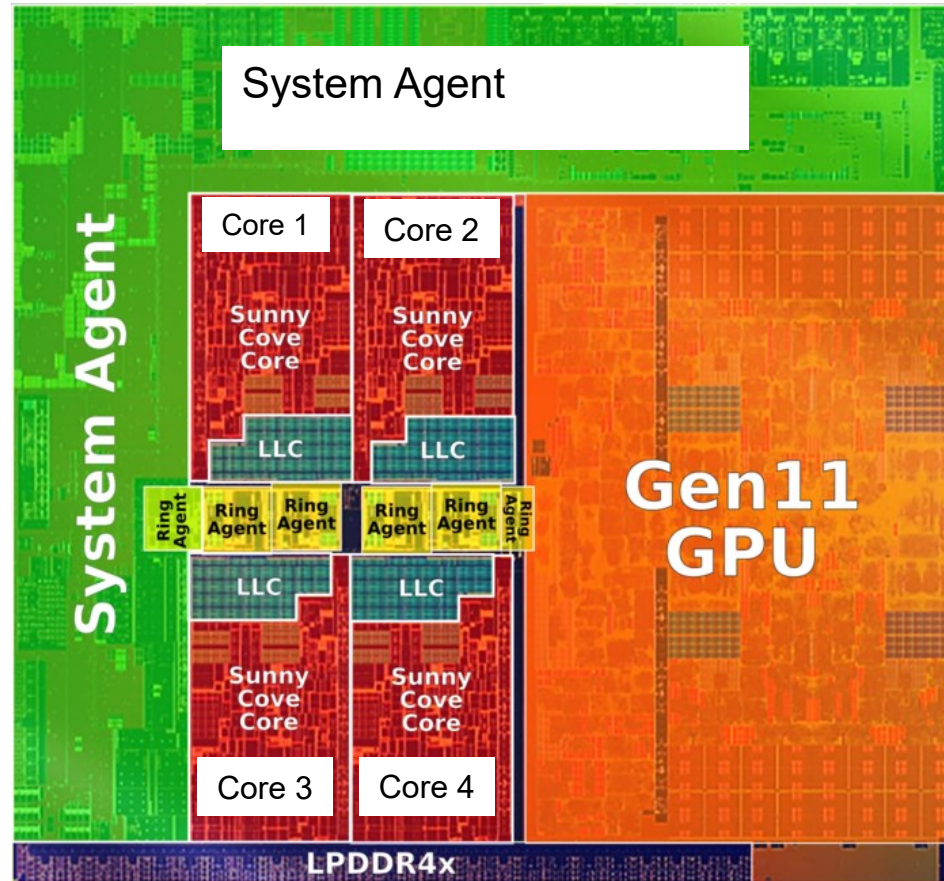 System Agent
System Agent
Core 1
Core 2
Sunny
Cove
Core
Sunny
Cove
Core
LLC
LLC
Ring
Agent
Ring
Agent
Ring
Agent
Ring
Agent
Ring
Agent
Ring
Agent
LLC
LLC
Sunny
Cove
Core
Sunny
Cove
Core
Core 3
Core 4
Gen11
GPU
LPDDR4x